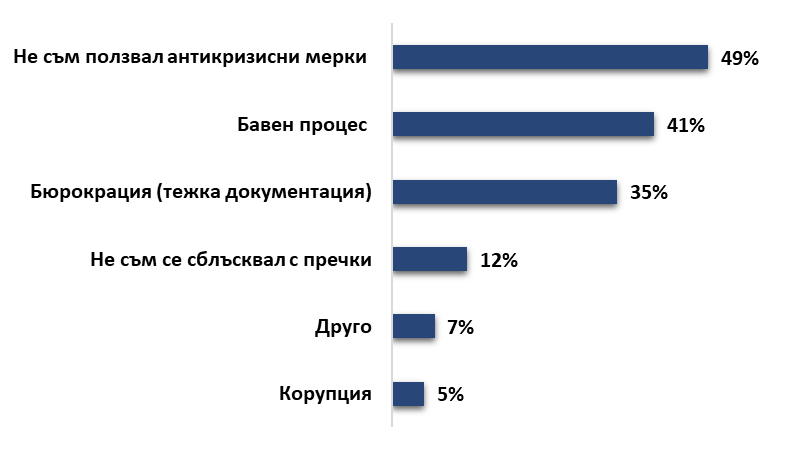 Не съм ползвал антикризисни мерки 49%
Бавен процес 41%
Бюрокрация (тежка документация) 35%
Не съм се сблъсквал с пречки 12%
Друго 7%
Корупция 5%